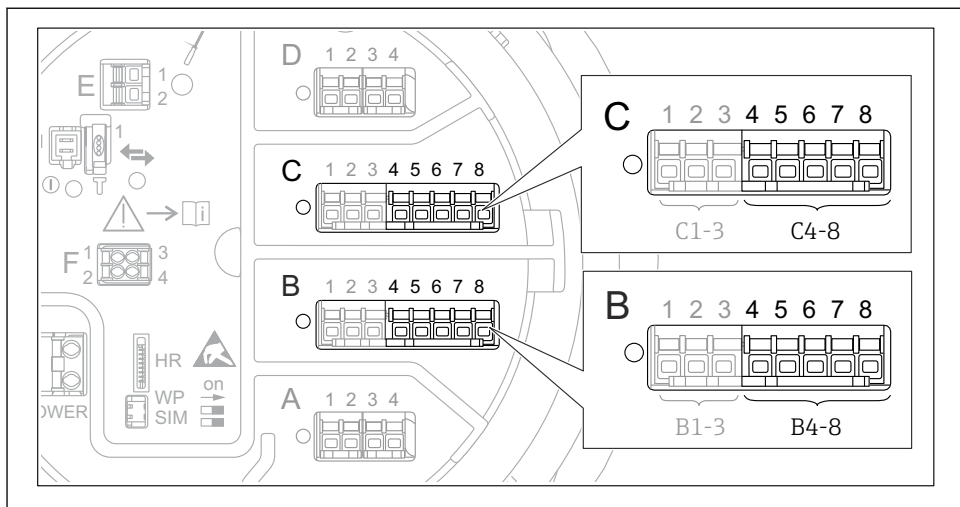 D 1 2 3 4
E 1
2
1
C 1 2 3 4 5 6 7 8
C 1 2 3 4 5 6 7 8
C1-3 C4-8
i
F 1 3
2 4
B 1 2 3 4 5 6 7 8
B 1 2 3 4 5 6 7 8
B1-3 B4-8
HR
WP on
SIM
OWER
A 1 2 3 4